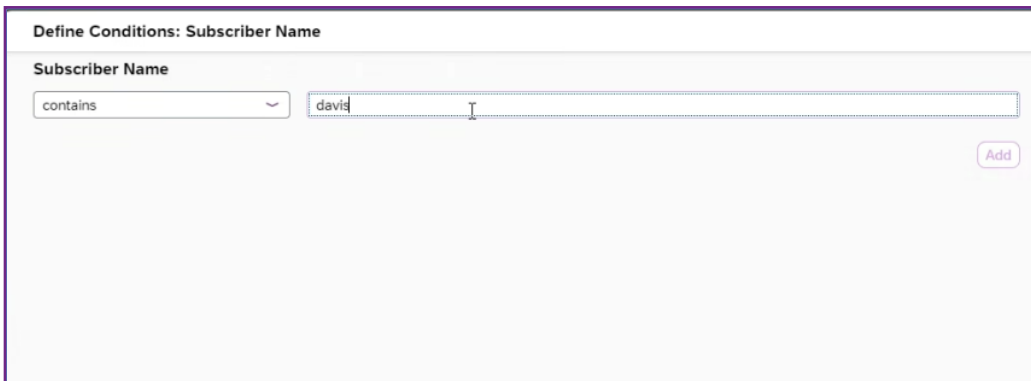 Define Conditions: Subscriber Name
Subscriber Name
contains davis
Add